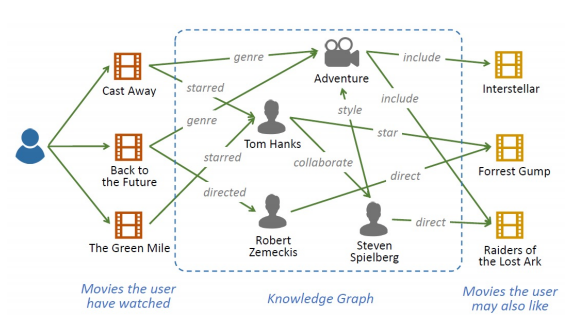 genre
include
Cast Away
Adventure
Interstellar
starred
include
genre
style
Tom Hanks
star
Back to
the Future
starred
collaborate
Forrest Gump
direct
directed
The Green Mile
Robert
Zemeckis
Steven
Spielberg
direct
Raiders of
the Lost Ark
Movies the user
have watched
Knowledge Graph
Movies the user
may also like